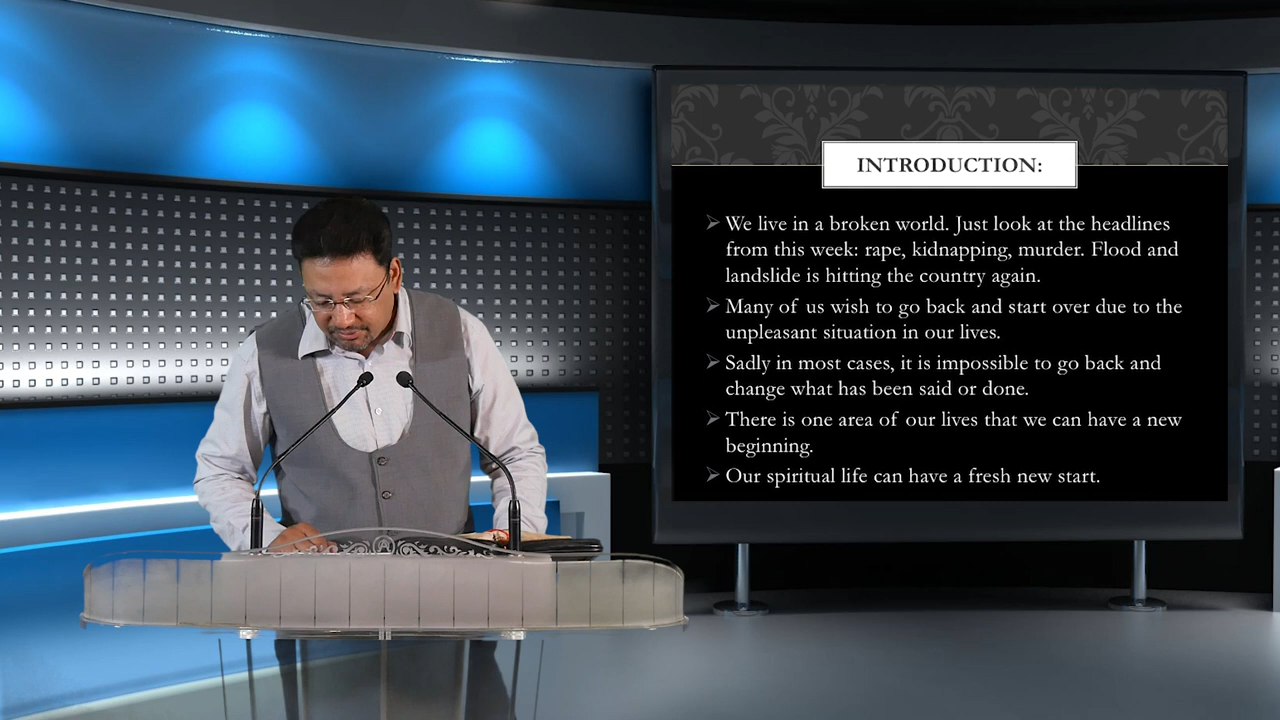 INTRODUCTION:
We live in a broken world. Just look at the headlines
from this week: rape, kidnapping, murder. Flood and
landslide is hitting the country again.
Many of us wish to go back and start over due to the
unpleasant situation in our lives.
Sadly in most cases, it is impossible to go back and
change what has been said or done.
There is one area of our lives that we can have a new
beginning.
Our spiritual life can have a fresh new start.